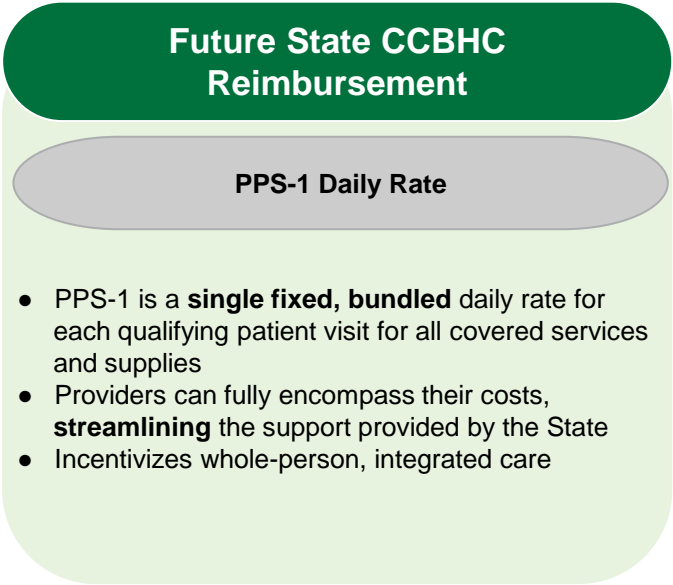 Future State CCBHC
Reimbursement
PPS-1 Daily Rate
● PPS-1 is a single fixed, bundled daily rate for
each qualifying patient visit for all covered services
and supplies
● Providers can fully encompass their costs,
streamlining the support provided by the State
● Incentivizes whole-person, integrated care